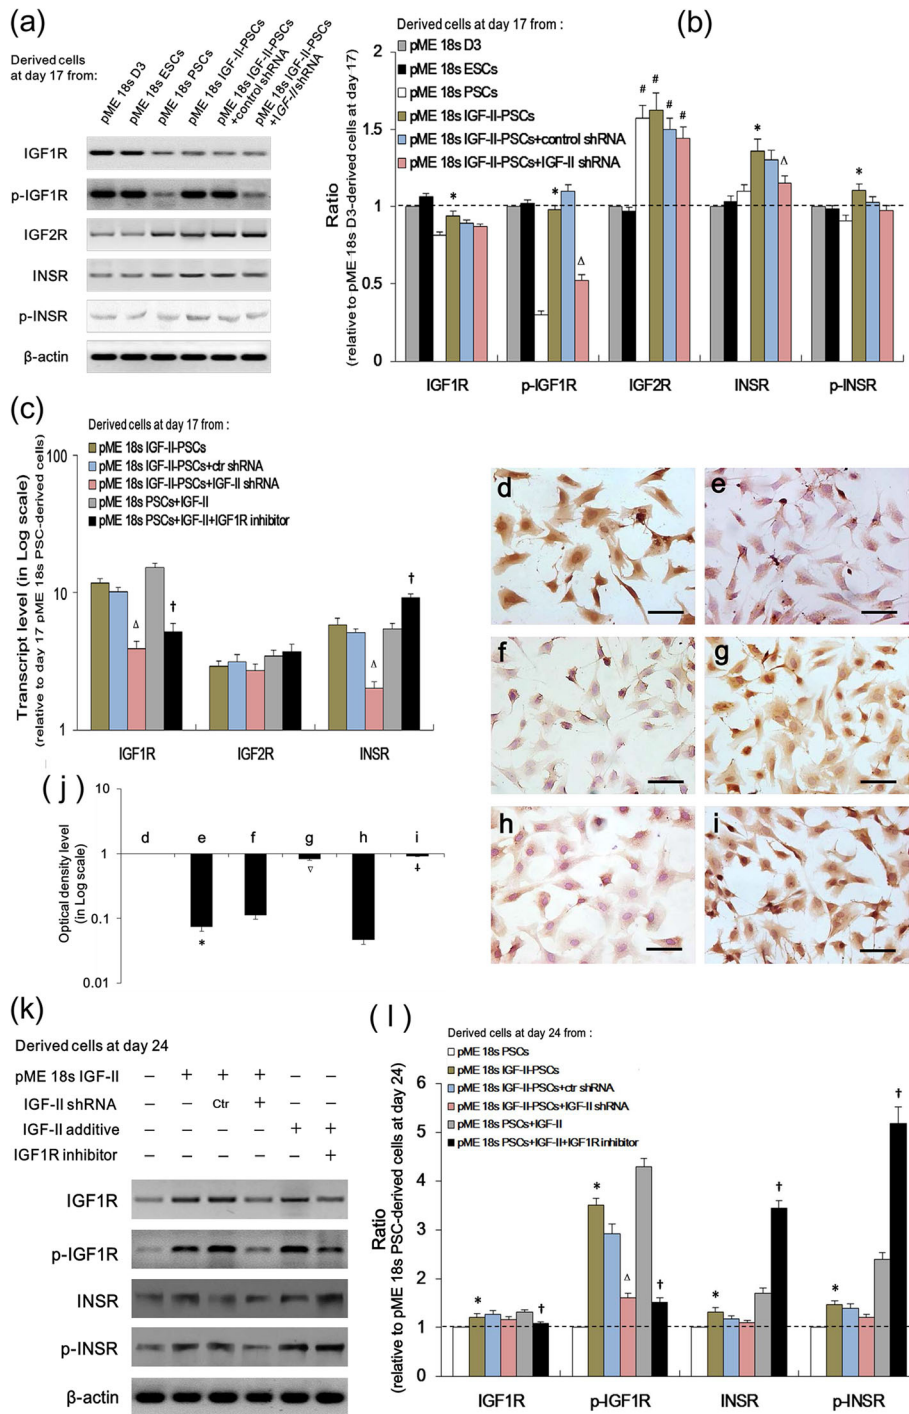 (a)
Derived cells
at day 17 from:
pME 18s D3
pME 18s ESCs
pME 18s PSCs
pME 18s IGF-II-PSCs
pME 18s IGF-II-PSCs
+control shRNA
pME 18s IGF-II-PSCs
+IGF-II shRNA
IGF1R
p-IGF1R
IGF2R
INSR
p-INSR
β-actin
(b)
Derived cells at day 17 from :
pME 18s D3
pME 18s ESCs
pME 18s PSCs
pME 18s IGF-II-PSCs
pME 18s IGF-II-PSCs+control shRNA
pME 18s IGF-II-PSCs+IGF-II shRNA
Ratio
(relative to pME 18s D3-derived cells at day 17)
2
1.5
1
0.5
0
* * Δ # # # # * Δ *
IGF1R p-IGF1R IGF2R INSR p-INSR
(c)
Derived cells at day 17 from :
pME 18s IGF-II-PSCs
pME 18s IGF-II-PSCs+ctr shRNA
pME 18s IGF-II-PSCs+IGF-II shRNA
pME 18s PSCs+IGF-II
pME 18s PSCs+IGF-II+IGF1R inhibitor
Transcript level (in Log scale)
(relative to day 17 pME 18s PSC-derived cells)
100
10
1
Δ † Δ †
IGF1R IGF2R INSR
d
e
f
g
h
i
(j)
Optical density level
(in Log scale)
10
1
0.1
0.01
d e f g h i
* ▽ ‡
(k)
Derived cells at day 24
pME 18s IGF-II − + + + − −
IGF-II shRNA − − Ctr + − −
IGF-II additive − − − − + +
IGF1R inhibitor − − − − − +
IGF1R
p-IGF1R
INSR
p-INSR
β-actin
(l)
Derived cells at day 24 from :
pME 18s PSCs
pME 18s IGF-II-PSCs
pME 18s IGF-II-PSCs+ctr shRNA
pME 18s IGF-II-PSCs+IGF-II shRNA
pME 18s PSCs+IGF-II
pME 18s PSCs+IGF-II+IGF1R inhibitor
Ratio
(relative to pME 18s PSC-derived cells at day 24)
6
5
4
3
2
1
0
* † * Δ † * † * †
IGF1R p-IGF1R INSR p-INSR